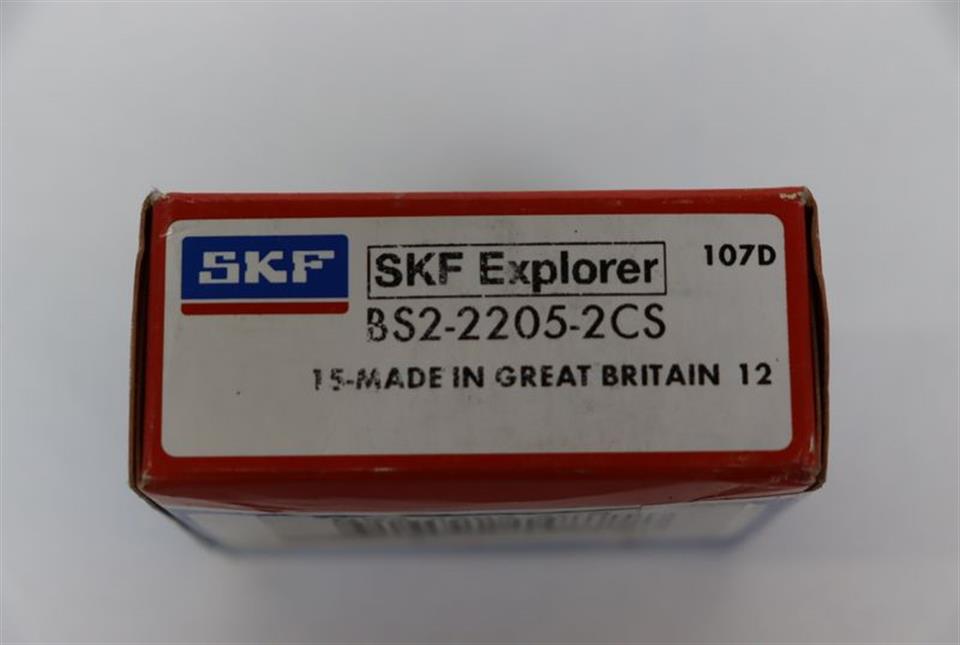 SKF
SKF Explorer
107D
BS2-2205-2CS
15-MADE IN GREAT BRITAIN 12